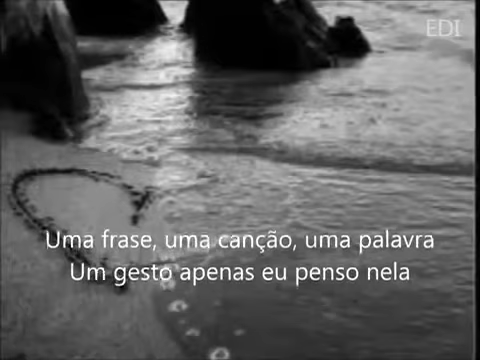 EDI
Uma frase, uma canção, uma palavra
Um gesto apenas eu penso nela